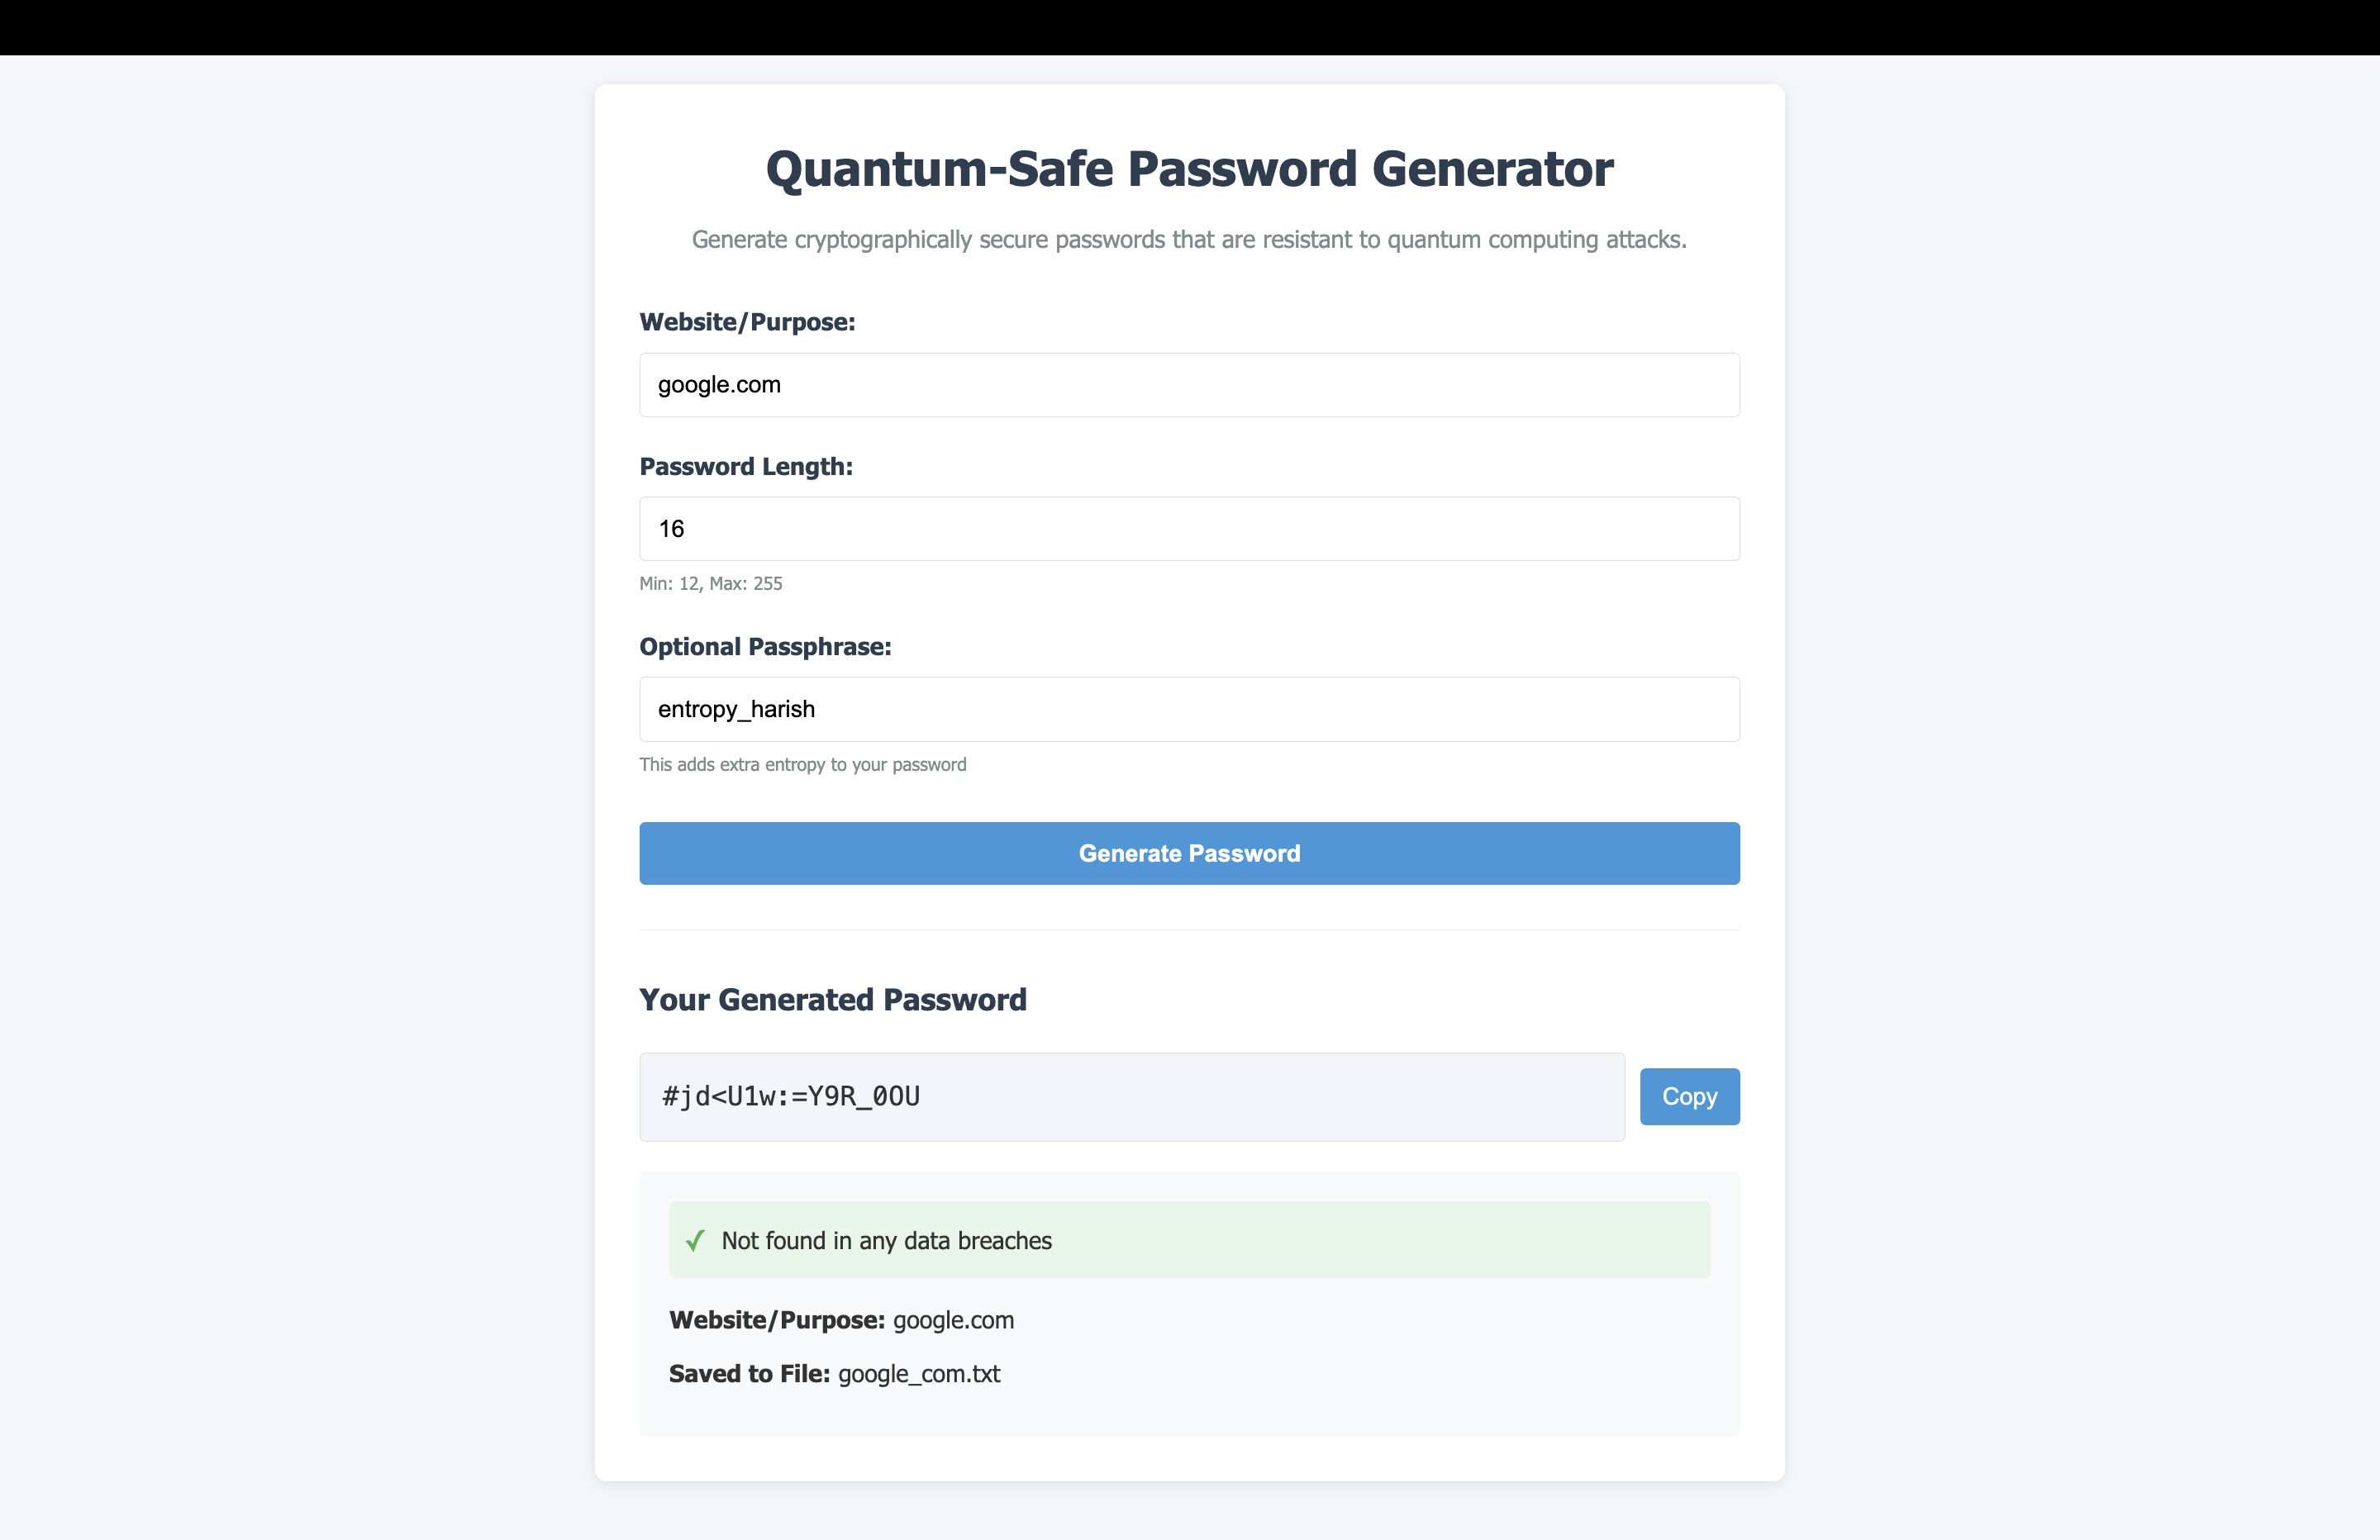 Quantum-Safe Password Generator
Generate cryptographically secure passwords that are resistant to quantum computing attacks.
Website/Purpose:
google.com
Password Length:
16
Min: 12, Max: 255
Optional Passphrase:
entropy_harish
This adds extra entropy to your password
Generate Password
Your Generated Password
#jd<U1w:=Y9R_0OU
Copy
✓ Not found in any data breaches
Website/Purpose: google.com
Saved to File: google_com.txt